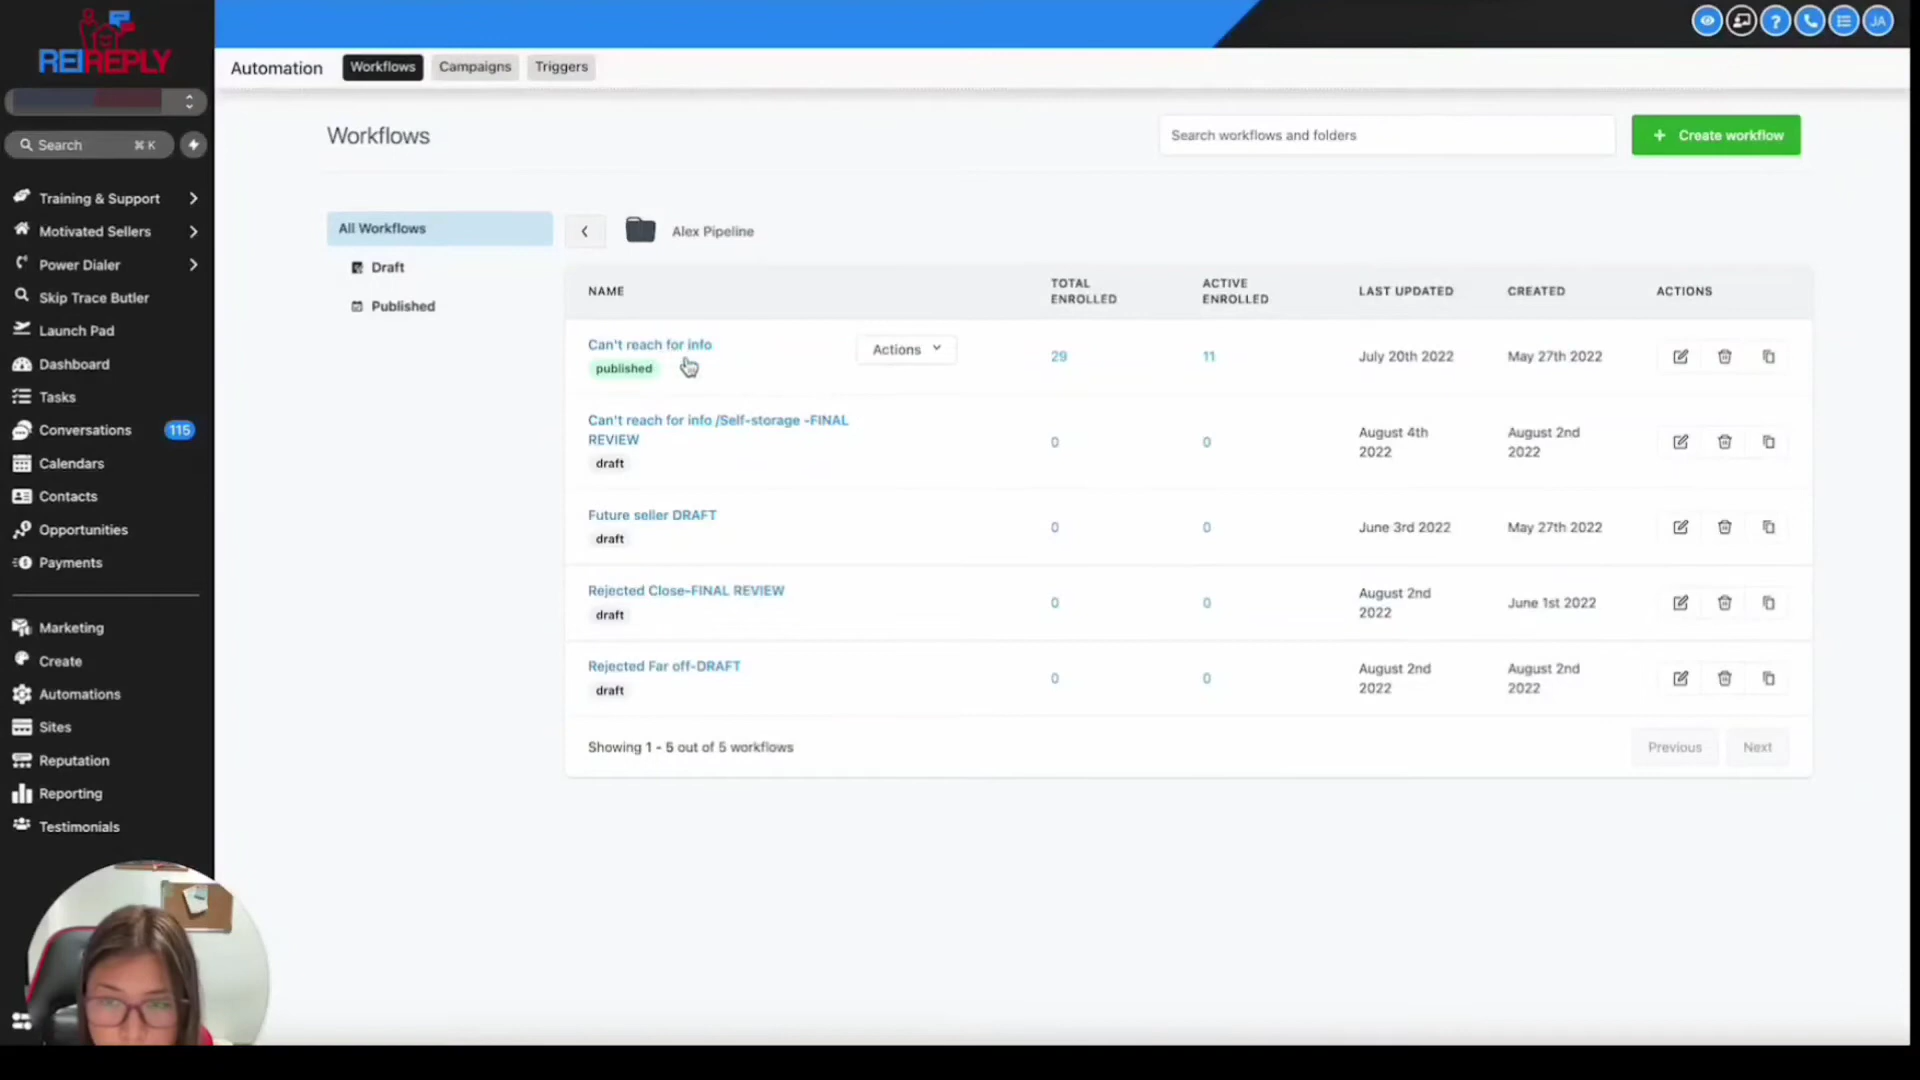 REIREPLY
Search ⌘ K
Training & Support
Motivated Sellers
Power Dialer
Skip Trace Butler
Launch Pad
Dashboard
Tasks
Conversations 115
Calendars
Contacts
Opportunities
Payments
Marketing
Create
Automations
Sites
Reputation
Reporting
Testimonials
? JA
Automation Workflows Campaigns Triggers
Workflows
Search workflows and folders
+ Create workflow
All Workflows
Draft
Published
Alex Pipeline
NAME TOTAL ENROLLED ACTIVE ENROLLED LAST UPDATED CREATED ACTIONS
Can't reach for info
published
Actions
29 11 July 20th 2022 May 27th 2022
Can't reach for info /Self-storage -FINAL
REVIEW
draft
0 0 August 4th 2022 August 2nd 2022
Future seller DRAFT
draft
0 0 June 3rd 2022 May 27th 2022
Rejected Close-FINAL REVIEW
draft
0 0 August 2nd 2022 June 1st 2022
Rejected Far off-DRAFT
draft
0 0 August 2nd 2022 August 2nd 2022
Showing 1 - 5 out of 5 workflows
Previous Next